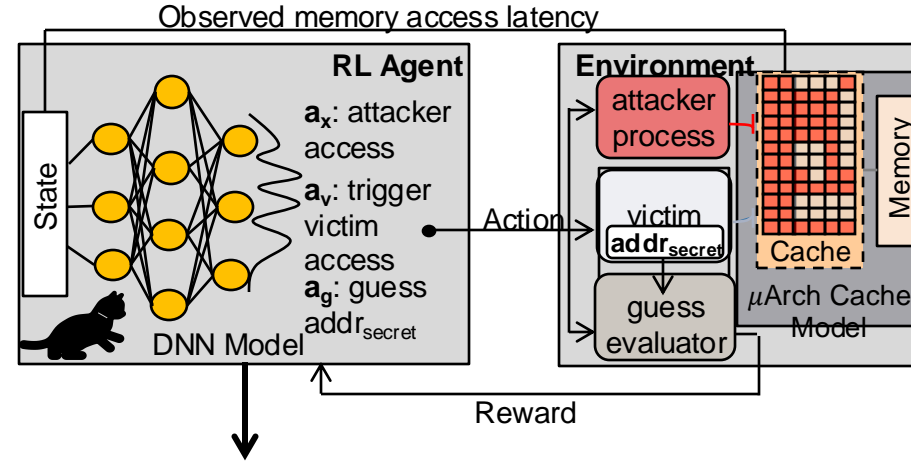 Observed memory access latency
RL Agent
State
a_x: attacker
access
a_v: trigger
victim
access
a_g: guess
addr_secret
DNN Model
Action
Environment
attacker
process
victim
addr_secret
guess
evaluator
Cache
Memory
μArch Cache
Model
Reward